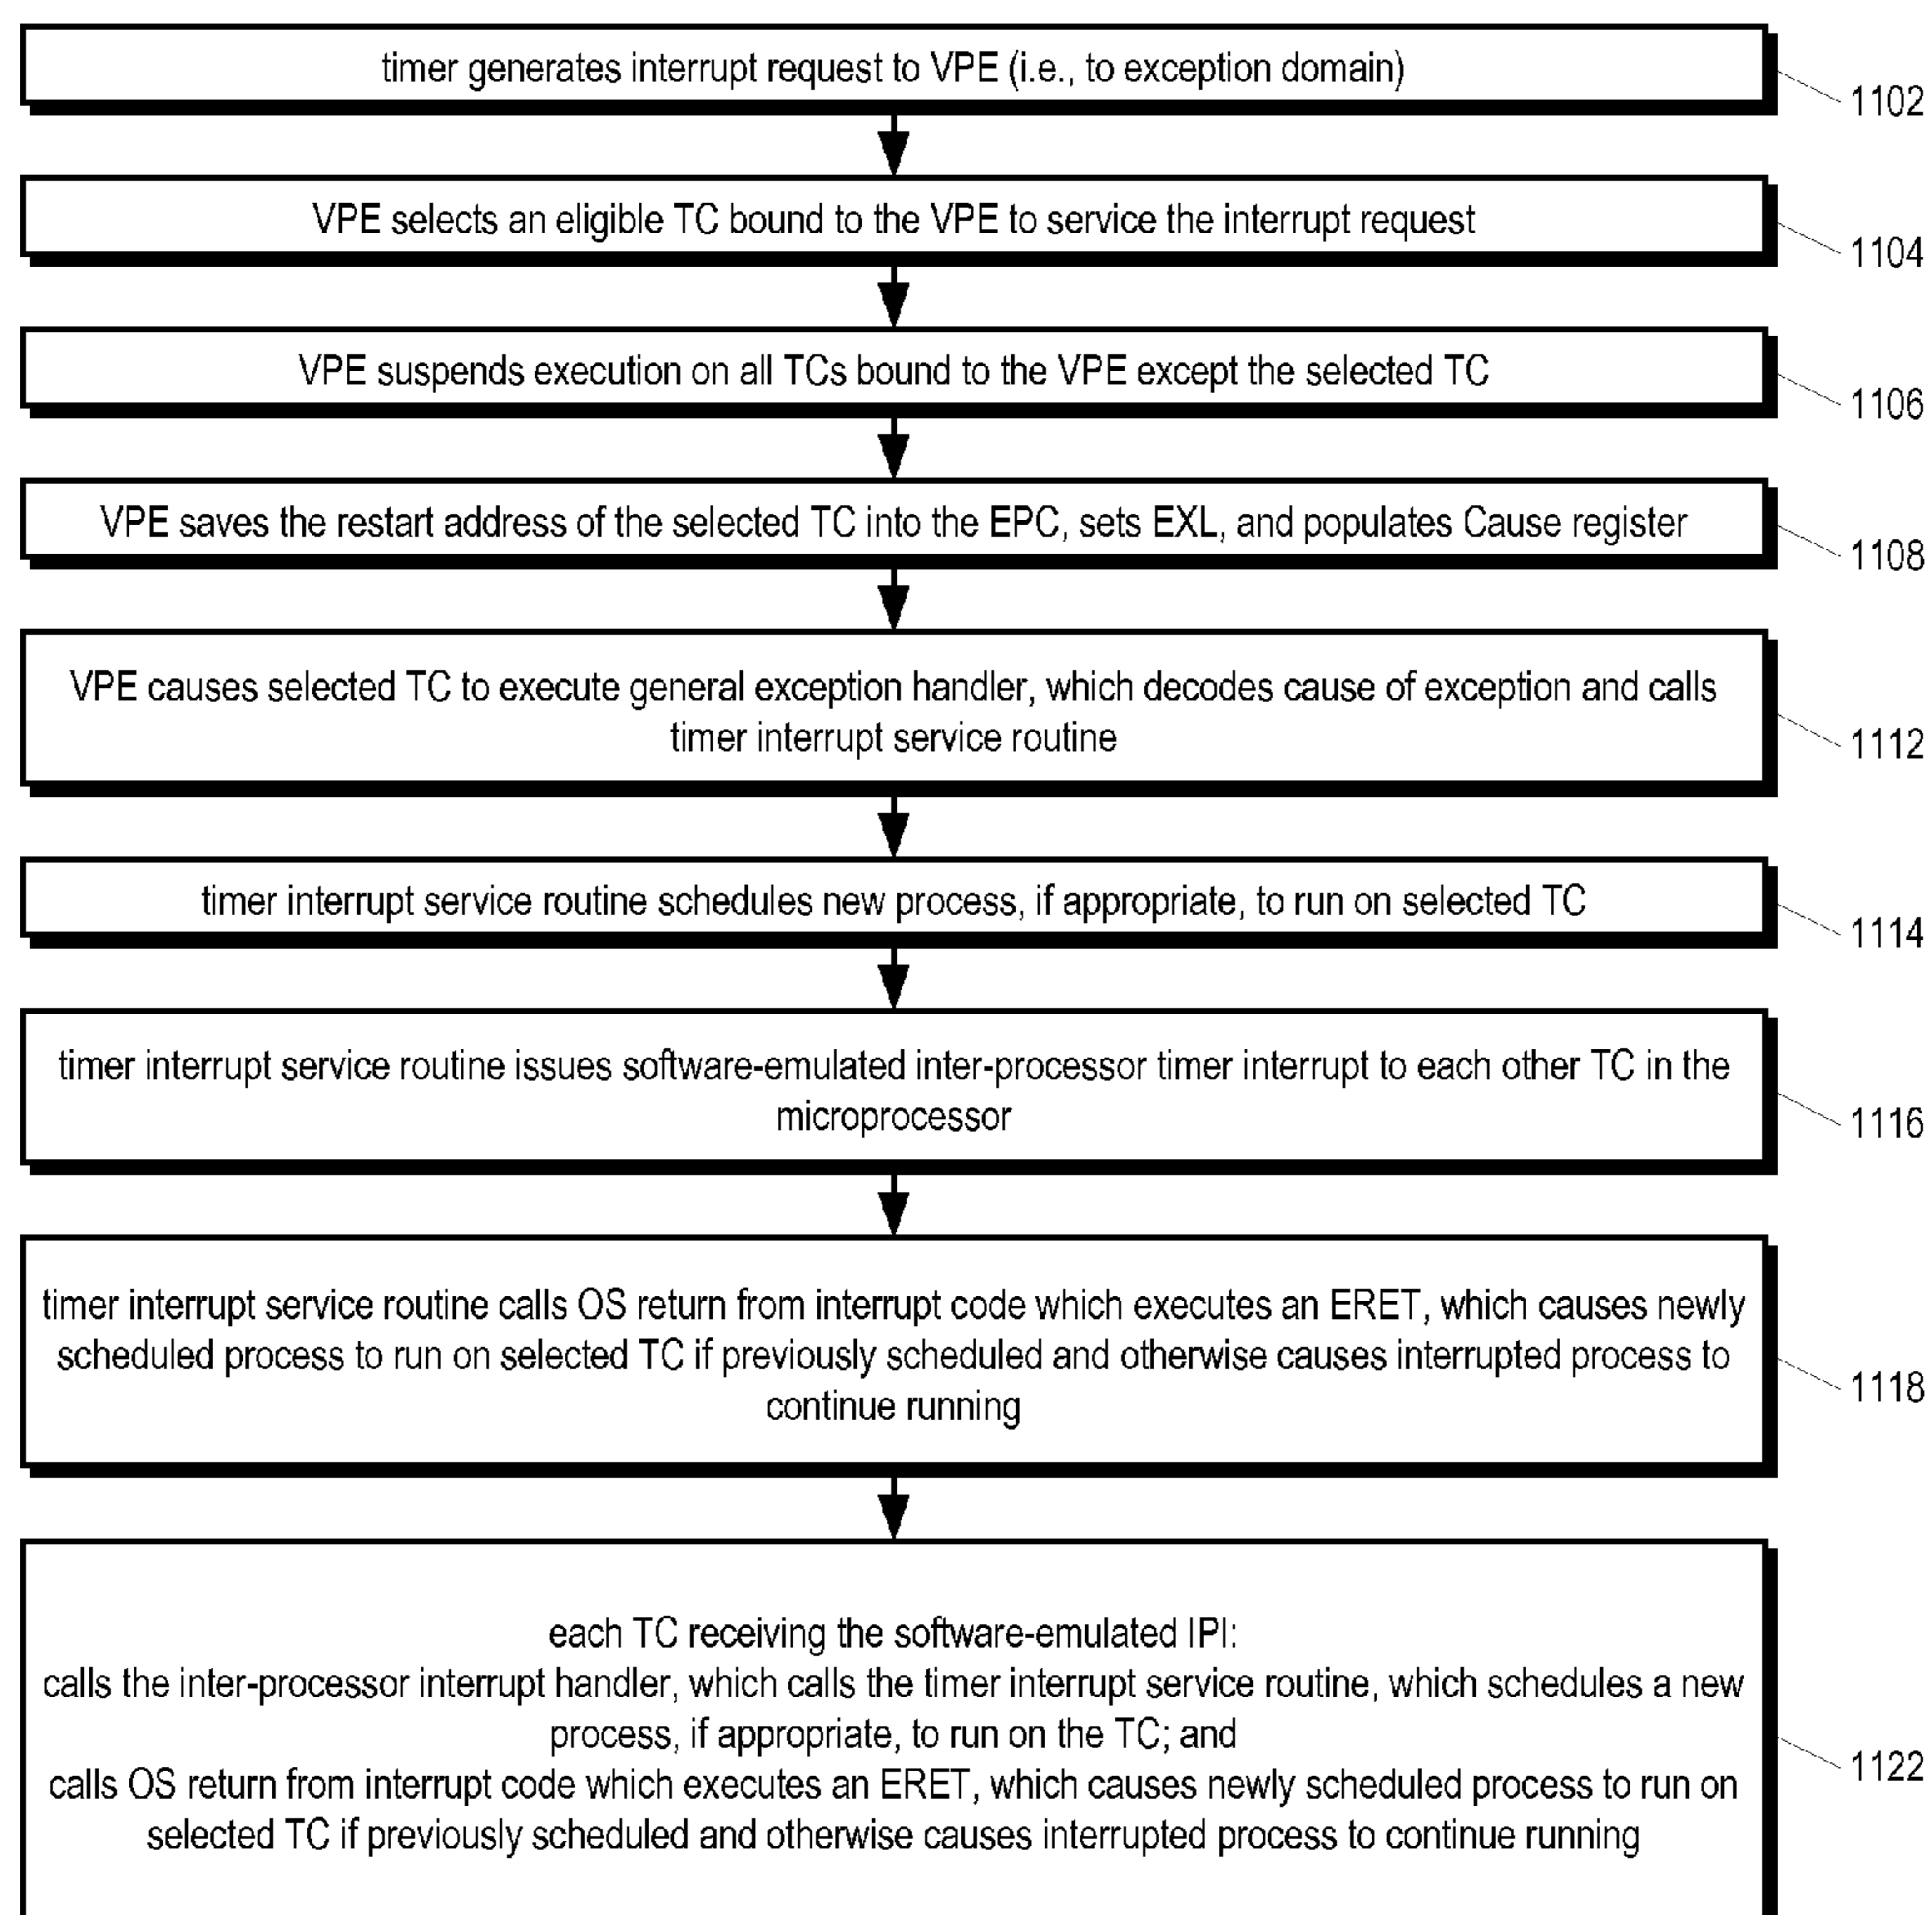 timer generates interrupt request to VPE (i.e., to exception domain)
1102
VPE selects an eligible TC bound to the VPE to service the interrupt request
1104
VPE suspends execution on all TCs bound to the VPE except the selected TC
1106
VPE saves the restart address of the selected TC into the EPC, sets EXL, and populates Cause register
1108
VPE causes selected TC to execute general exception handler, which decodes cause of exception and calls
timer interrupt service routine
1112
timer interrupt service routine schedules new process, if appropriate, to run on selected TC
1114
timer interrupt service routine issues software-emulated inter-processor timer interrupt to each other TC in the
microprocessor
1116
timer interrupt service routine calls OS return from interrupt code which executes an ERET, which causes newly
scheduled process to run on selected TC if previously scheduled and otherwise causes interrupted process to
continue running
1118
each TC receiving the software-emulated IPI:
calls the inter-processor interrupt handler, which calls the timer interrupt service routine, which schedules a new
process, if appropriate, to run on the TC; and
calls OS return from interrupt code which executes an ERET, which causes newly scheduled process to run on
selected TC if previously scheduled and otherwise causes interrupted process to continue running
1122